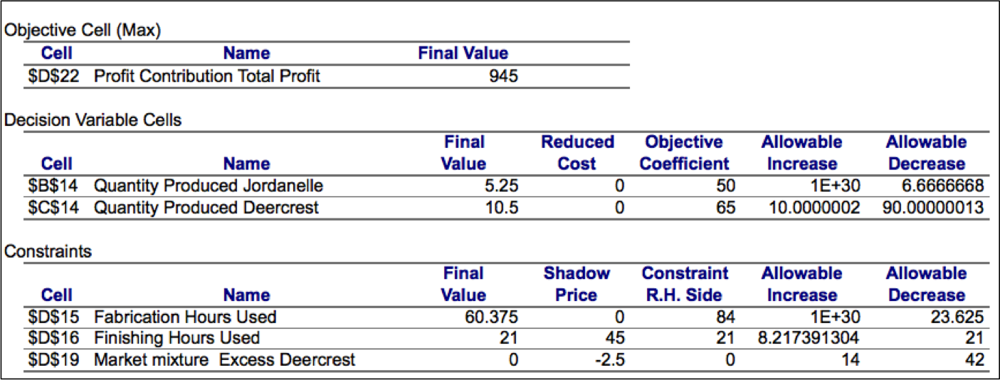 Objective Cell (Max)
Cell Name Final Value
$D$22 Profit Contribution Total Profit 945
Decision Variable Cells
Final Reduced Objective Allowable Allowable
Cell Name Value Cost Coefficient Increase Decrease
$B$14 Quantity Produced Jordanelle 5.25 0 50 1E+30 6.6666668
$C$14 Quantity Produced Deercrest 10.5 0 65 10.0000002 90.00000013
Constraints
Final Shadow Constraint Allowable Allowable
Cell Name Value Price R.H. Side Increase Decrease
$D$15 Fabrication Hours Used 60.375 0 84 1E+30 23.625
$D$16 Finishing Hours Used 21 45 21 8.217391304 21
$D$19 Market mixture Excess Deercrest 0 -2.5 0 14 42